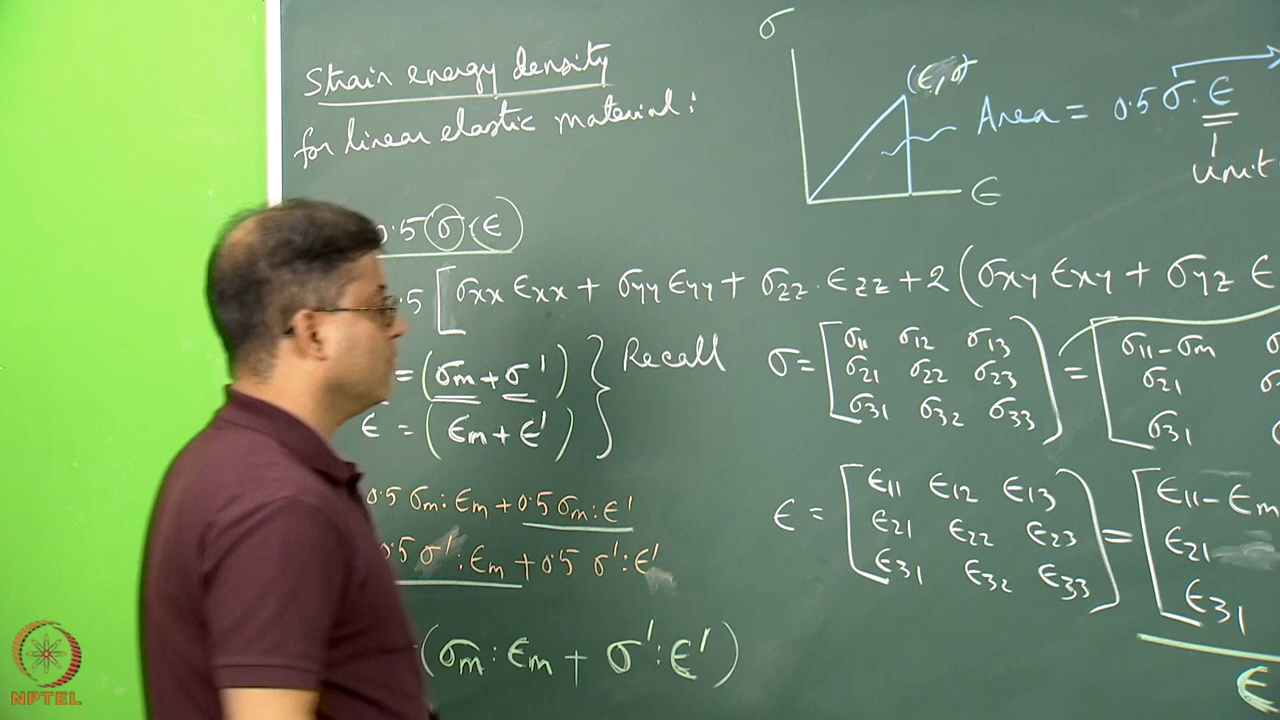 Strain energy density
for linear elastic material:
0.5 σ·(ε)
.5 [σxx εxx + σyy εyy + σzz · εzz + 2 (σxy εxy + σyz ε
= (σm + σ')
ε = (εm + ε')
} Recall
0.5 σm : εm + 0.5 σm : ε'
0.5 σ' : εm + 0.5 σ' : ε'
(σm : εm + σ' : ε')
σ
(ε, σ)
ε
Area = 0.5 σ. ε
unit
σ = [σ11 σ12 σ13
σ21 σ22 σ23
σ31 σ32 σ33] = [σ11 - σm
σ21
σ31
ε = [ε11 ε12 ε13
ε21 ε22 ε23
ε31 ε32 ε33] = [ε11 - εm
ε21
ε31
ε
NPTEL